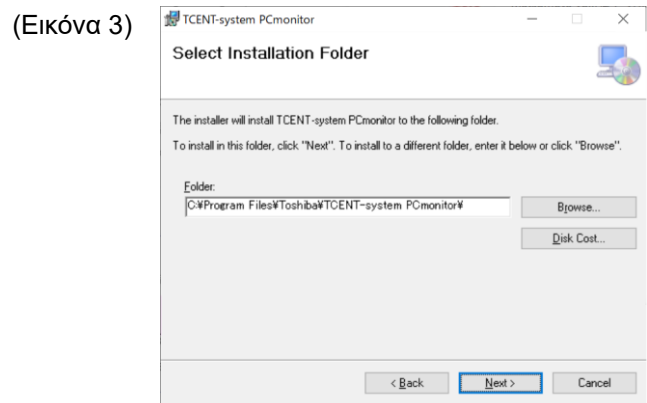 (Εικόνα 3)
TCENT-system PCmonitor
Select Installation Folder
The installer will install TCENT-system PCmonitor to the following folder.
To install in this folder, click "Next". To install to a different folder, enter it below or click "Browse".
Folder:
C:¥Program Files¥Toshiba¥TCENT-system PCmonitor¥
Browse...
Disk Cost...
< Back
Next >
Cancel